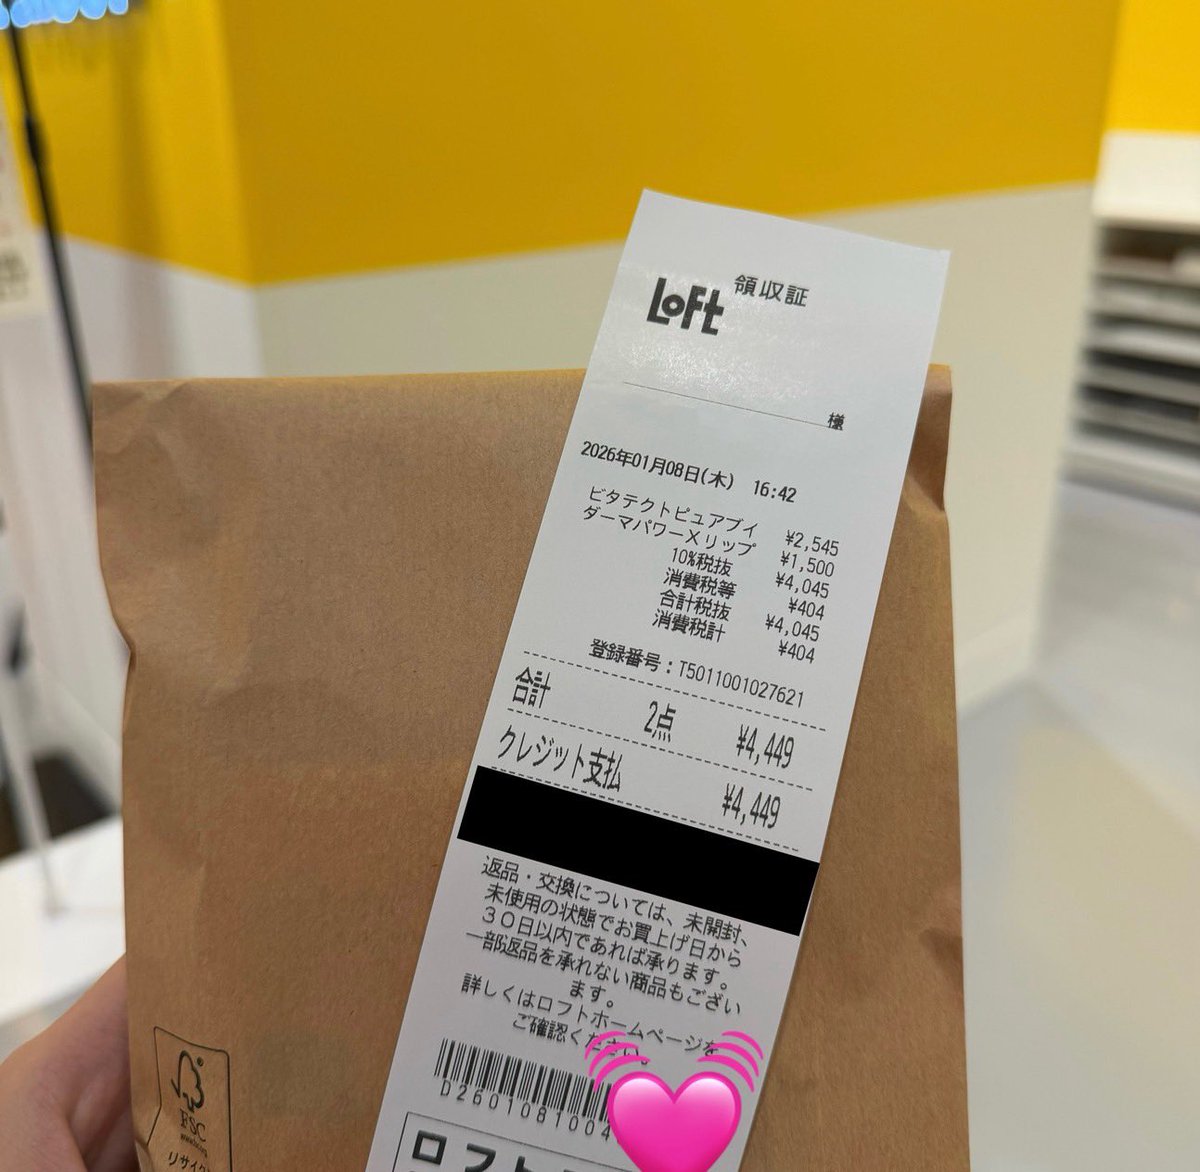 Loft 領収証
様
2026年01月08日(木) 16:42
ビタテクトピュアブイ ¥2,545
ダーマパワーXリップ ¥1,500
10%税抜 ¥4,045
消費税等 ¥404
合計税抜 ¥4,045
消費税計 ¥404
登録番号:T5011001027621
合計 2点 ¥4,449
クレジット支払 ¥4,449
返品・交換については、未開封、
未使用の状態でお買上げ日から
30日以内であれば承ります。
一部返品を承れない商品もござい
ます。
詳しくはロフトホームページを
ご確認ください。
D2601081004
ロフト
FSC
リサイク